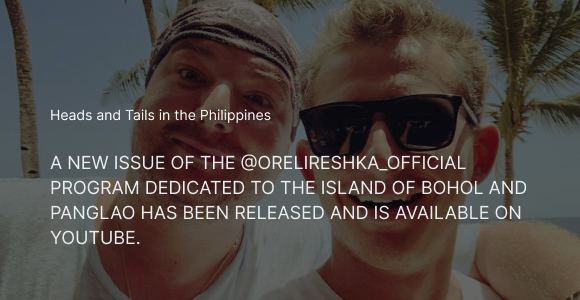 Heads and Tails in the Philippines
A NEW ISSUE OF THE @ORELIRESHKA_OFFICIAL
PROGRAM DEDICATED TO THE ISLAND OF BOHOL AND
PANGLAO HAS BEEN RELEASED AND IS AVAILABLE ON
YOUTUBE.